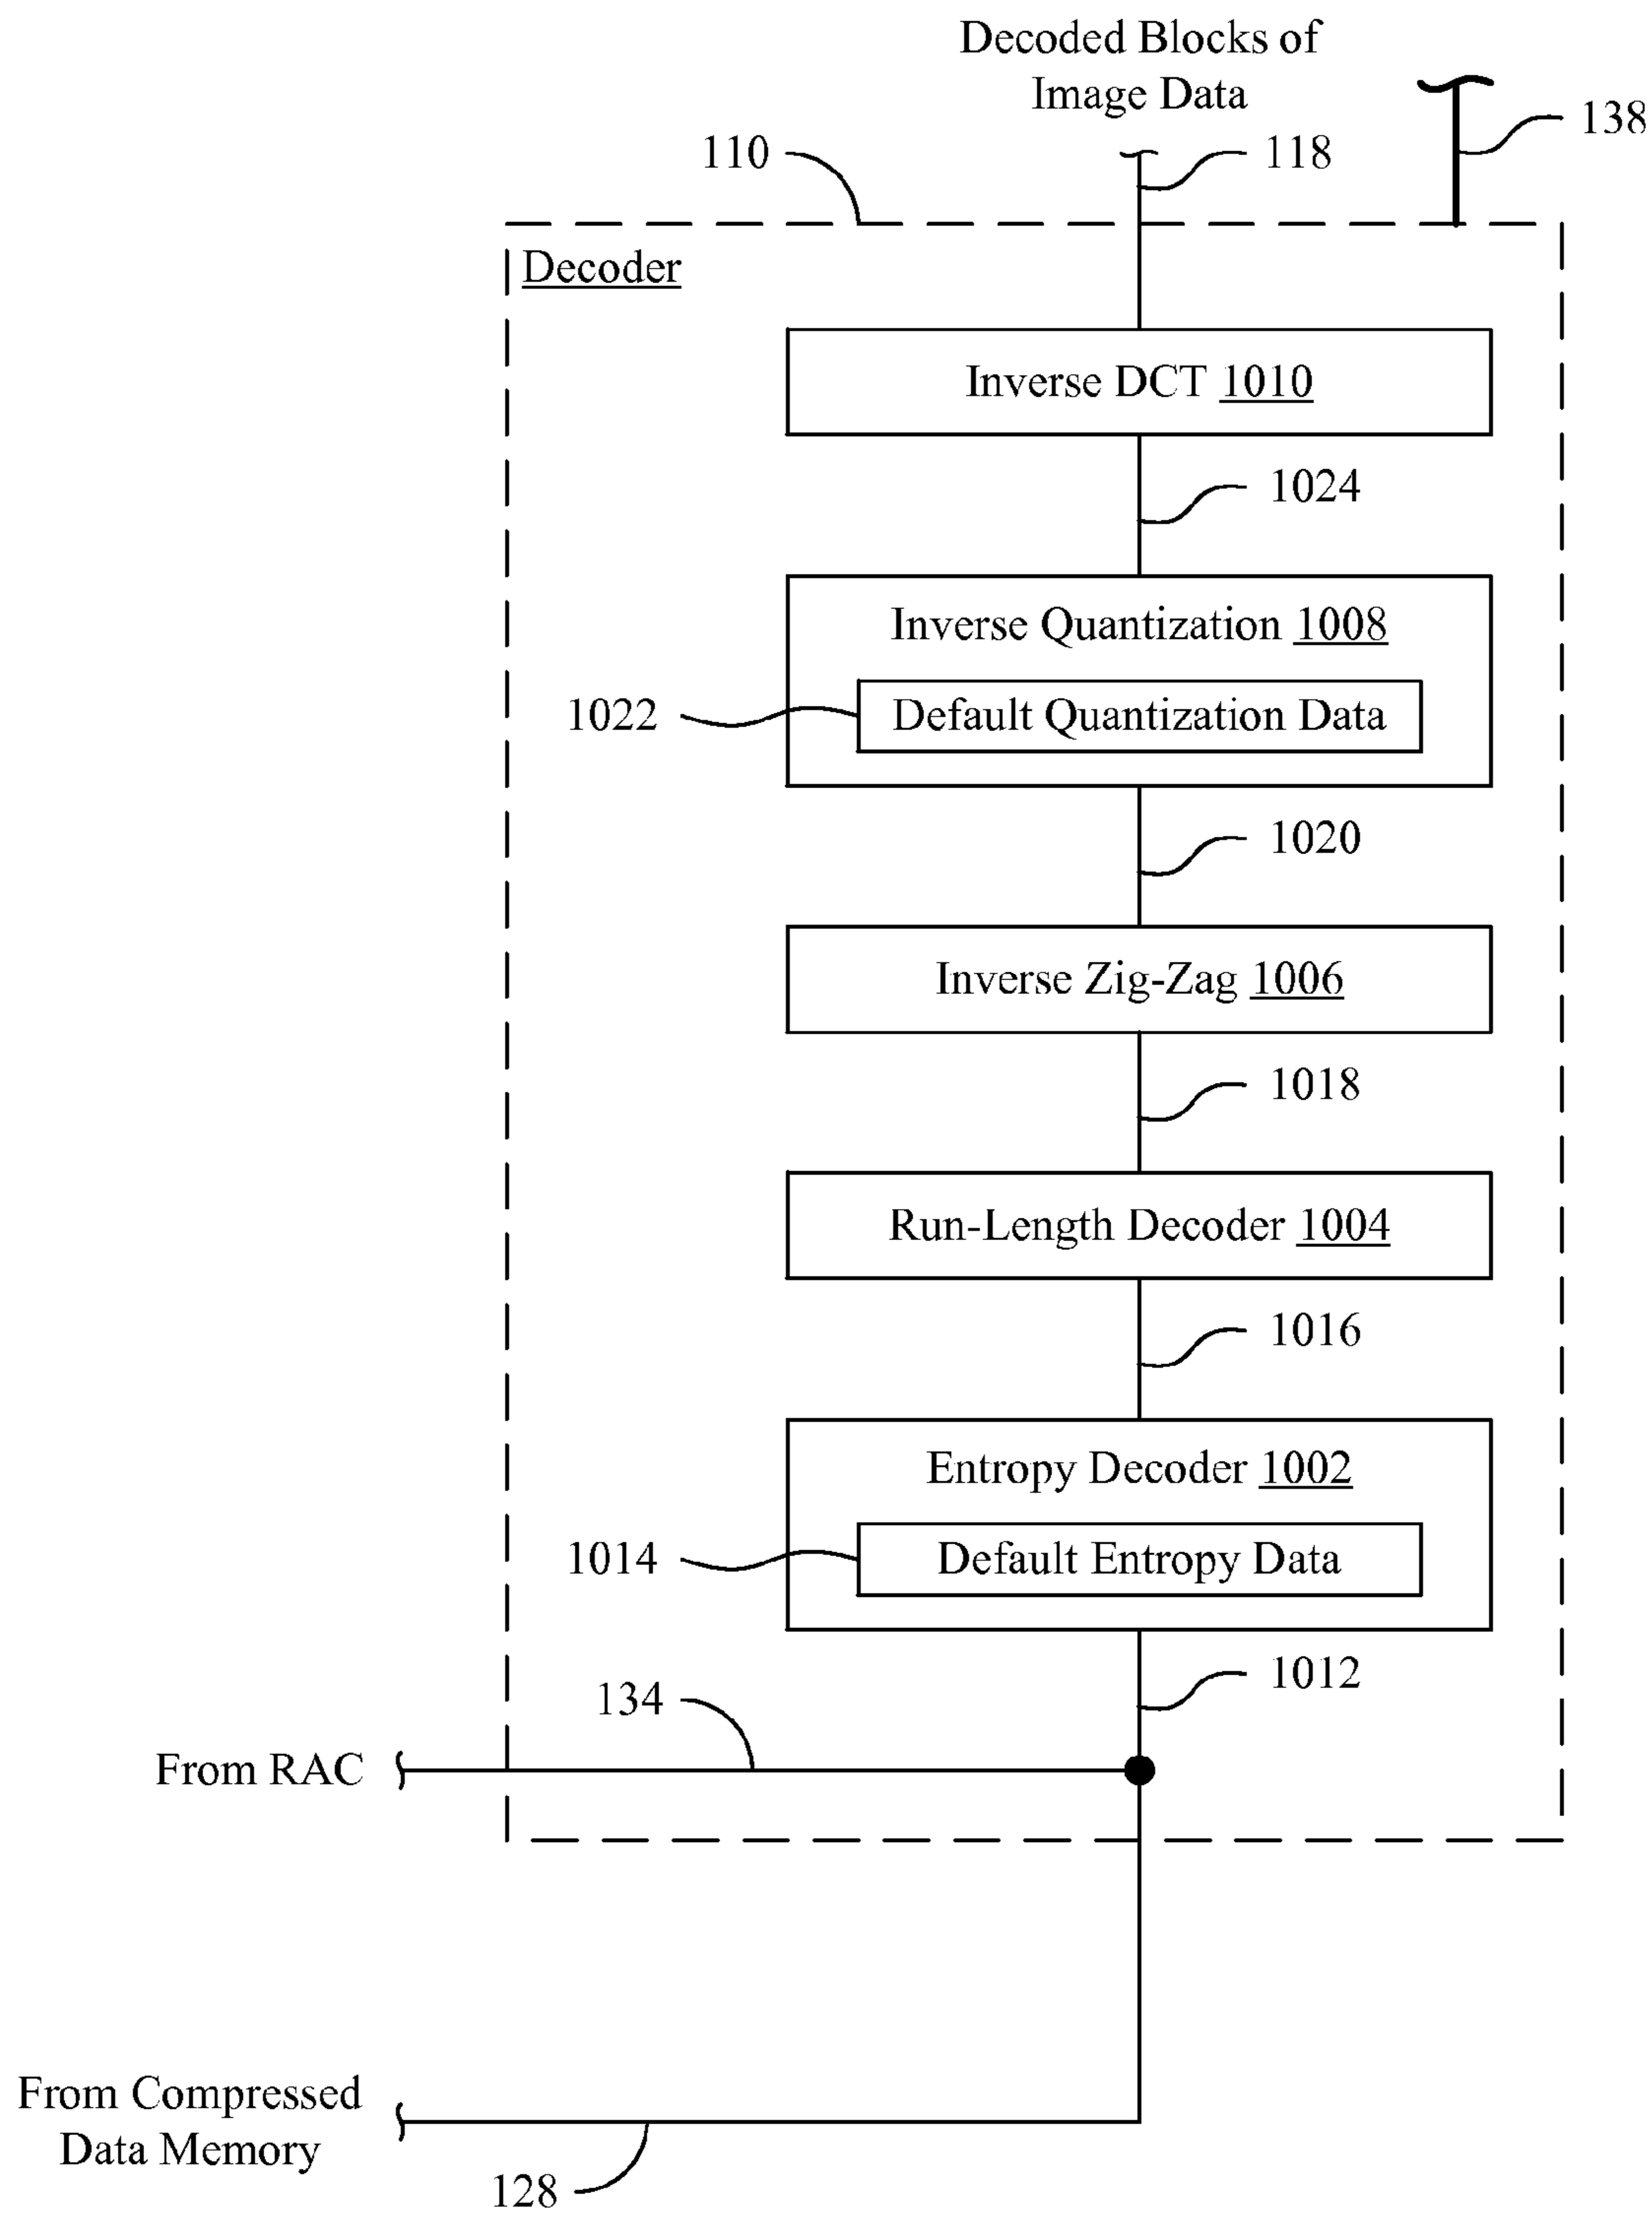 Decoded Blocks of
Image Data
138
110
118
Decoder
Inverse DCT 1010
1024
Inverse Quantization 1008
1022
Default Quantization Data
1020
Inverse Zig-Zag 1006
1018
Run-Length Decoder 1004
1016
Entropy Decoder 1002
1014
Default Entropy Data
1012
134
From RAC
From Compressed
Data Memory
128